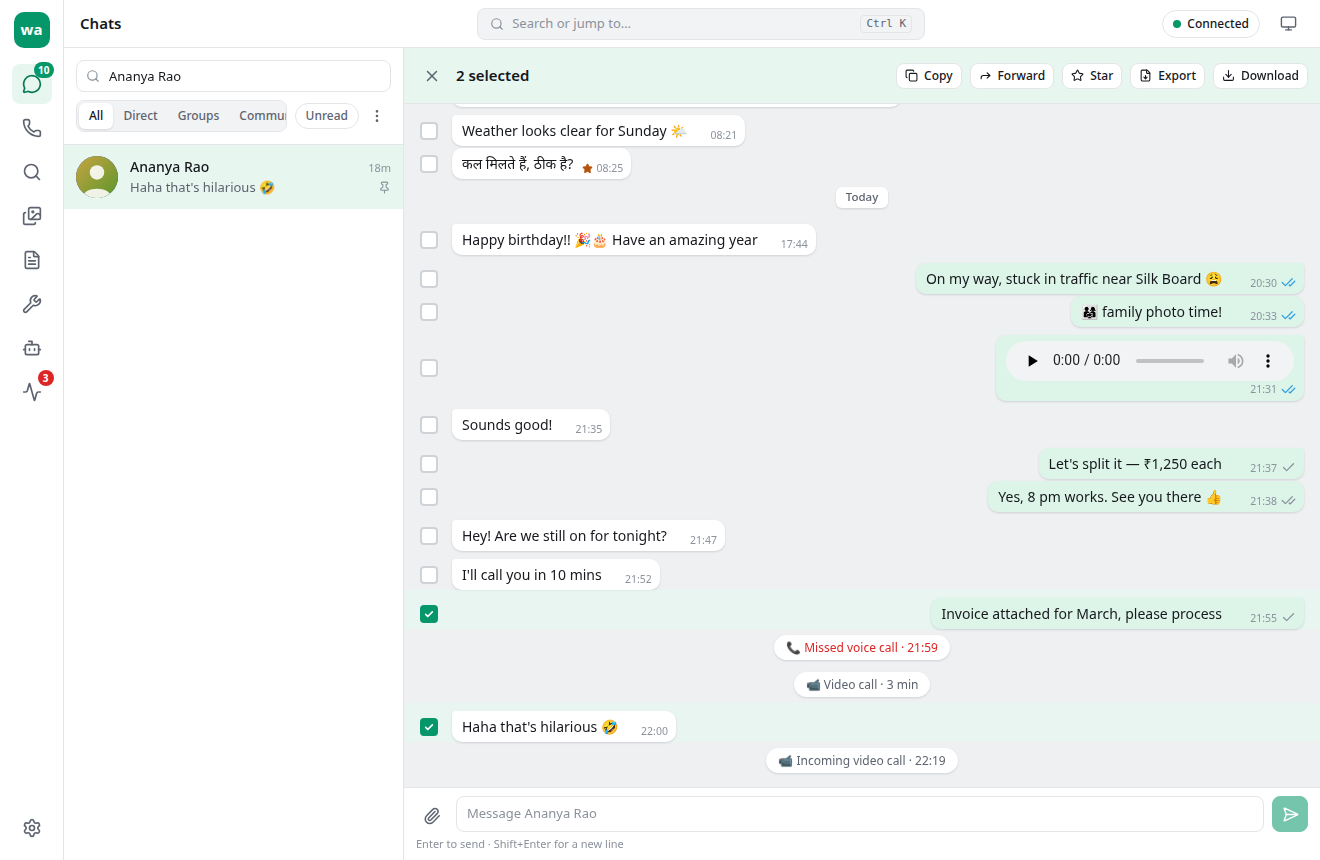 wa
Chats
Search or jump to...
Ctrl K
Connected
10
3
Ananya Rao
All
Direct
Groups
Commu
Unread
Ananya Rao
18m
Haha that's hilarious 🤣
2 selected
Copy
Forward
Star
Export
Download
Weather looks clear for Sunday 🌤️ 08:21
कल मिलते हैं, ठीक है? 08:25
Today
Happy birthday!! 🎉🎂 Have an amazing year 17:44
On my way, stuck in traffic near Silk Board 😩 20:30
👨‍👩‍👧 family photo time! 20:33
0:00 / 0:00
21:31
Sounds good! 21:35
Let's split it — ₹1,250 each 21:37
Yes, 8 pm works. See you there 👍 21:38
Hey! Are we still on for tonight? 21:47
I'll call you in 10 mins 21:52
Invoice attached for March, please process 21:55
📞 Missed voice call · 21:59
📹 Video call · 3 min
Haha that's hilarious 🤣 22:00
📹 Incoming video call · 22:19
Message Ananya Rao
Enter to send · Shift+Enter for a new line